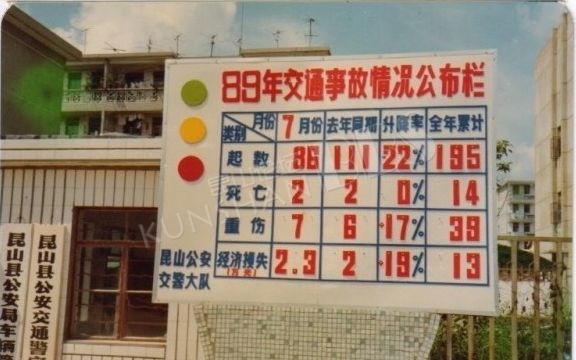 89年交通事故情况公布栏
类别 月份 7月份 去年同期 升降率 全年累计
起数 86 111 22% 195
死亡 2 2 0% 14
重伤 7 6 17% 39
经济损失(万元) 2.3 2 19% 13
昆山公安
交警大队
昆山县公安局车辆
昆山县公安交通警
KUNSHAN